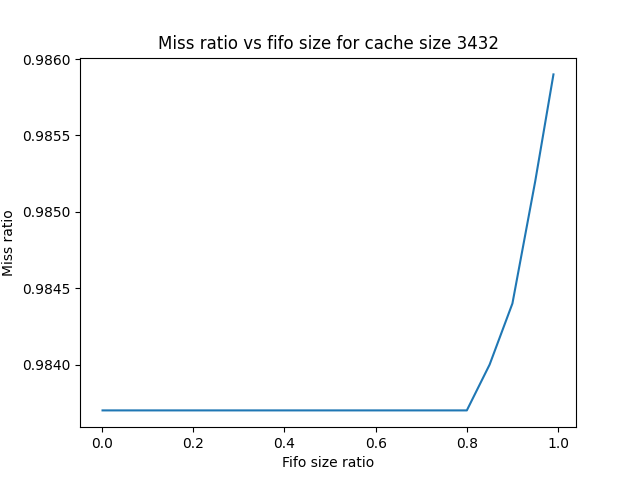 Miss ratio vs fifo size for cache size 3432
0.9860
0.9855
0.9850
0.9845
0.9840
Miss ratio
0.0 0.2 0.4 0.6 0.8 1.0
Fifo size ratio